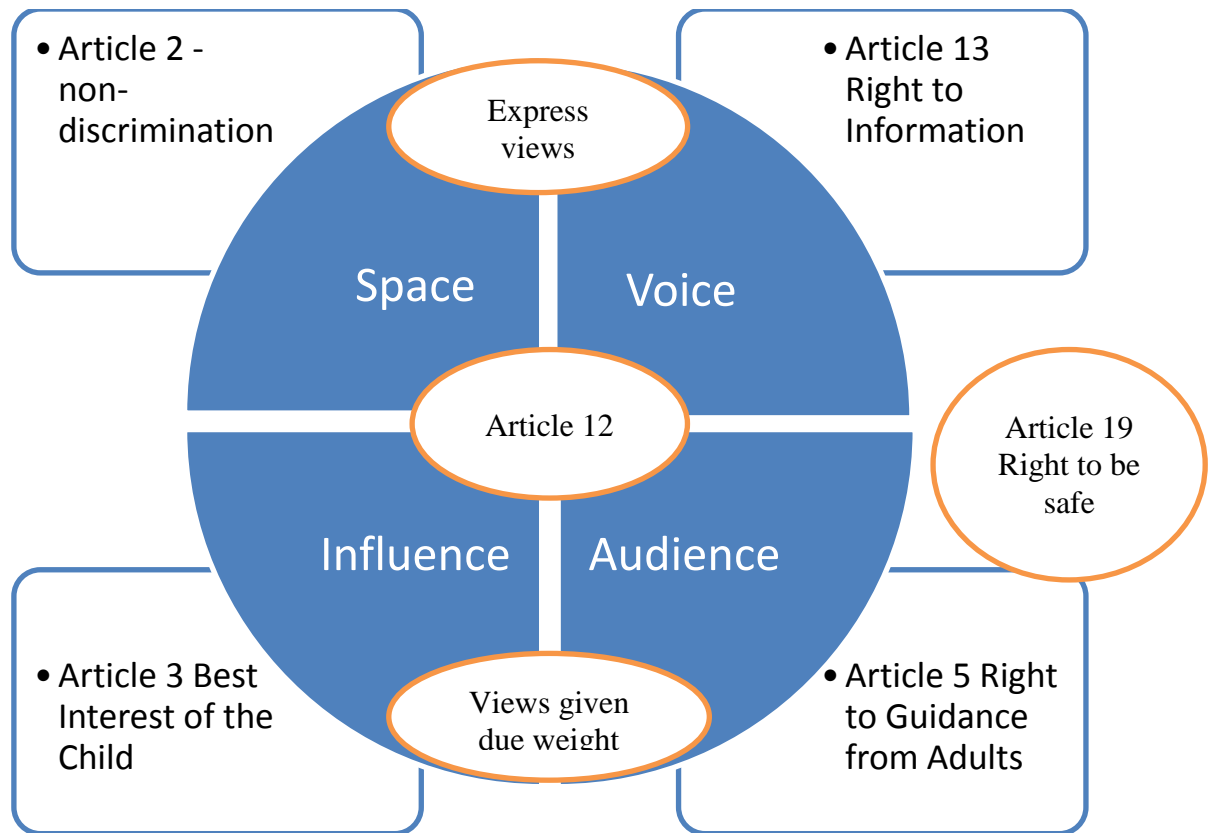 • Article 2 -
non-
discrimination
Express
views
• Article 13
Right to
Information
Space
Voice
Article 12
Article 19
Right to be
safe
Influence
Audience
• Article 3 Best
Interest of the
Child
Views given
due weight
• Article 5 Right
to Guidance
from Adults